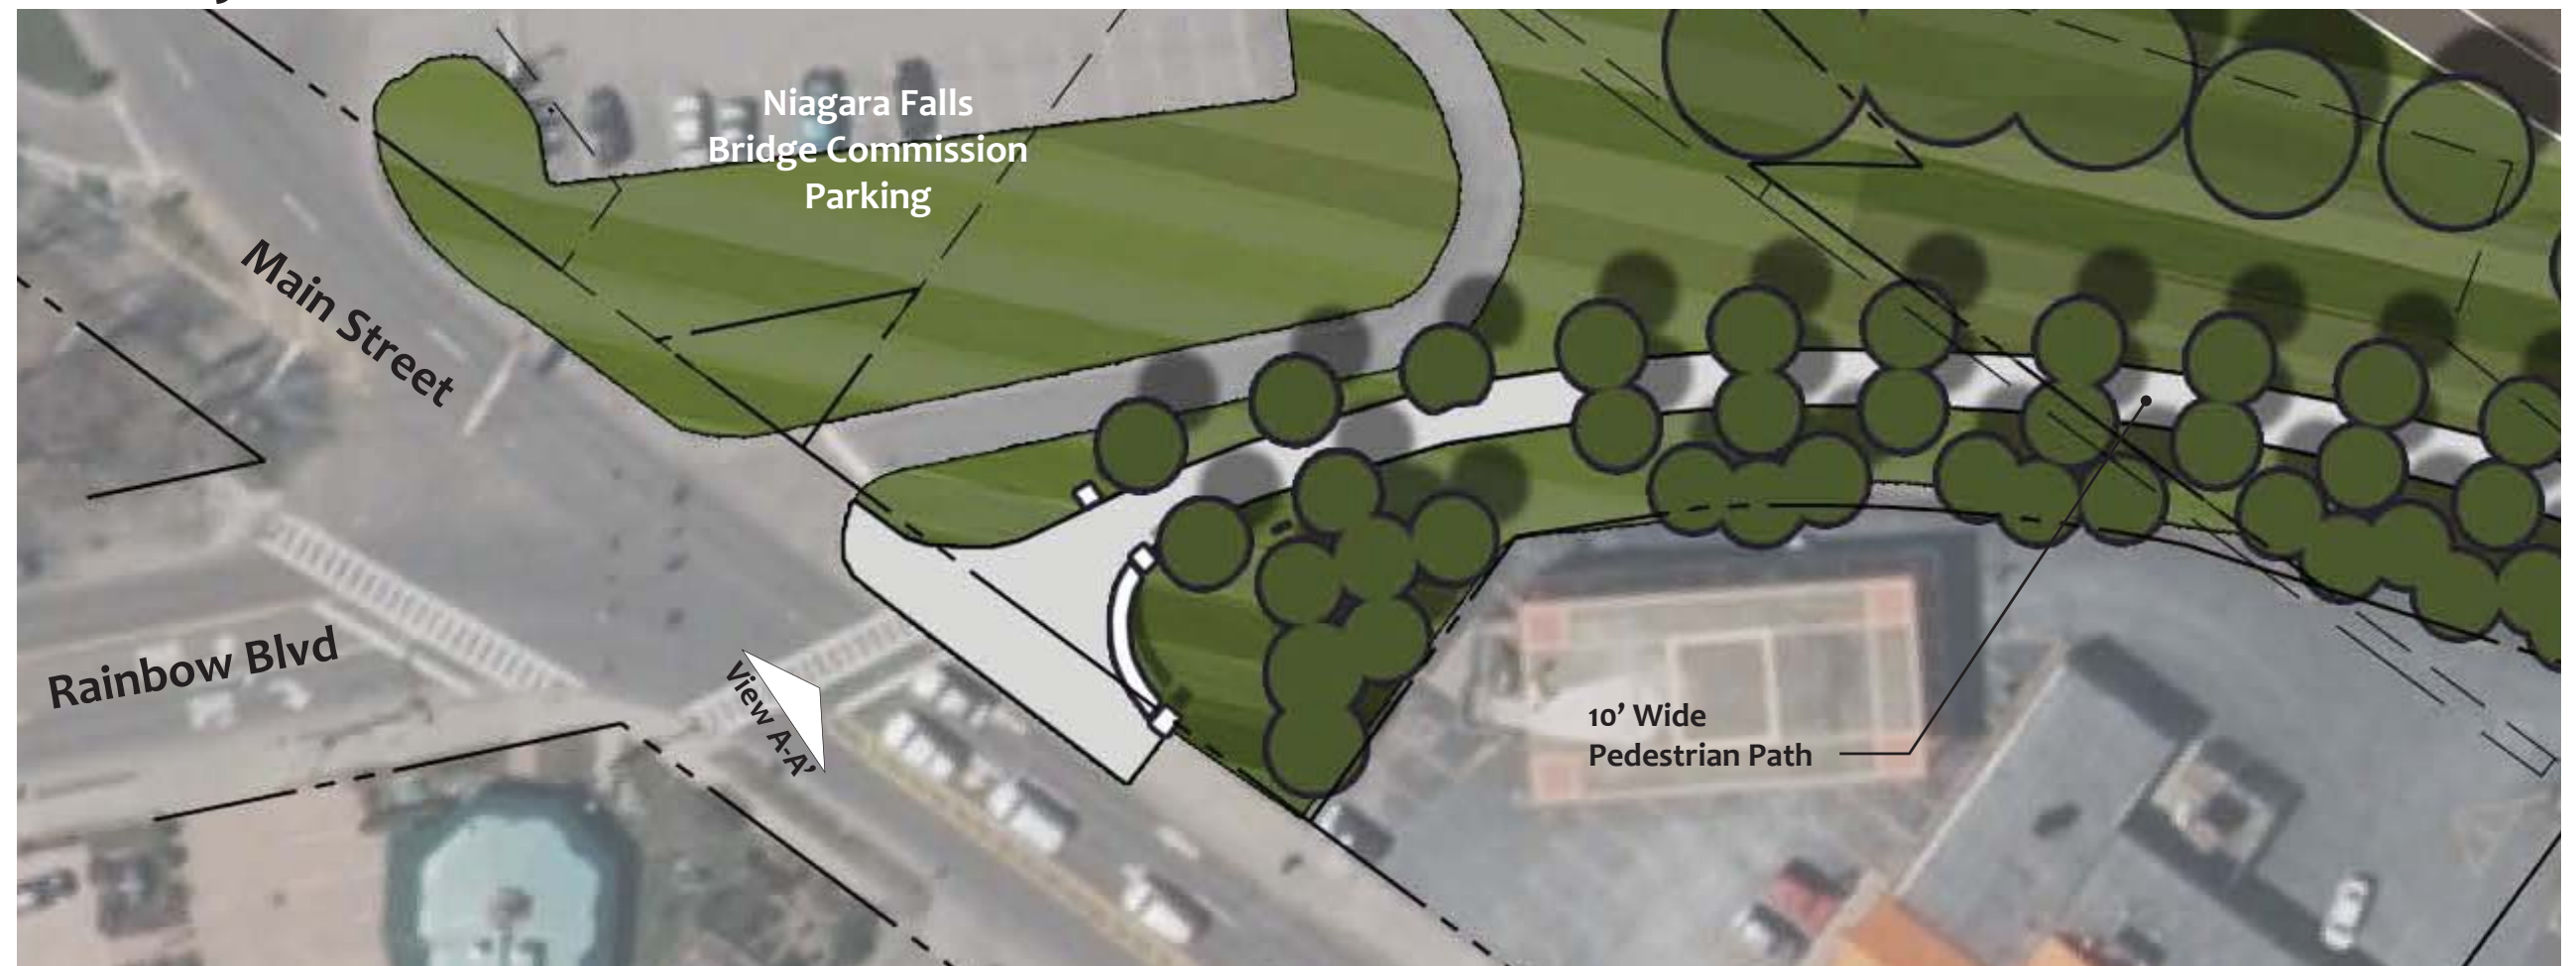 Niagara Falls
Bridge Commission
Parking
Main Street
Rainbow Blvd
View A-A’
10’ Wide
Pedestrian Path